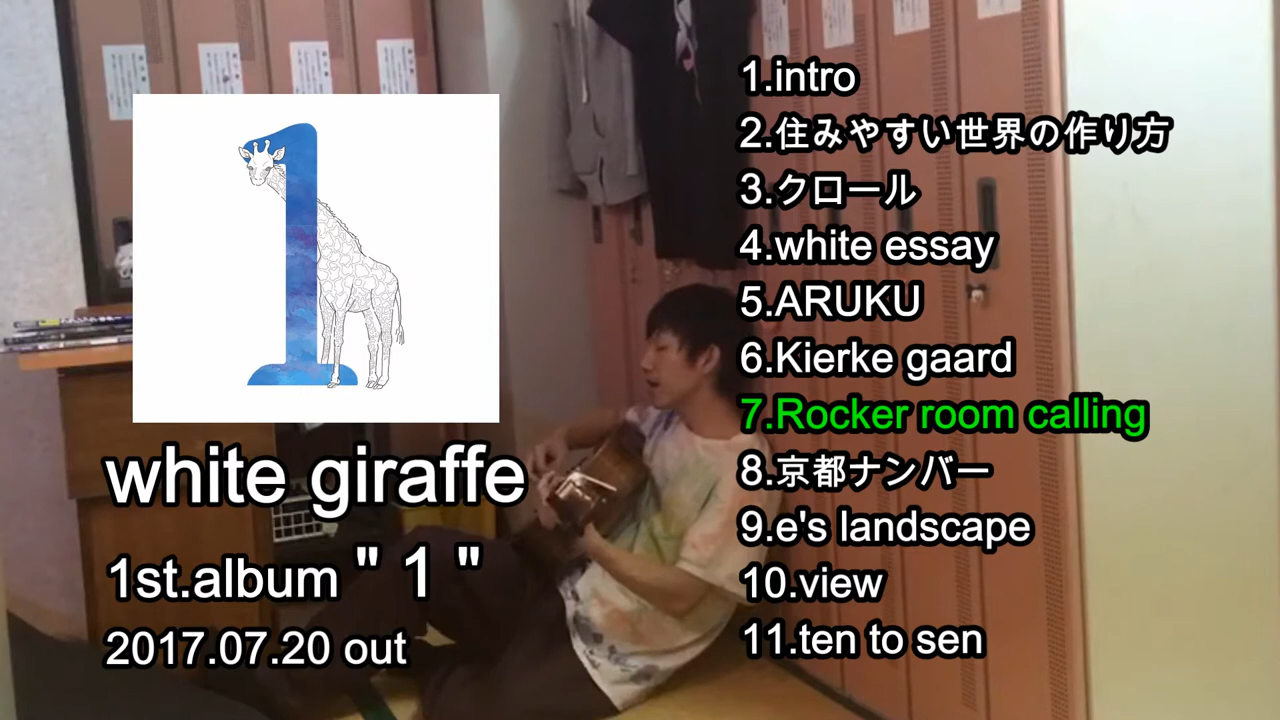 white giraffe
1st.album " 1 "
2017.07.20 out
1.intro
2.住みやすい世界の作り方
3.クロール
4.white essay
5.ARUKU
6.Kierke gaard
7.Rocker room calling
8.京都ナンバー
9.e's landscape
10.view
11.ten to sen